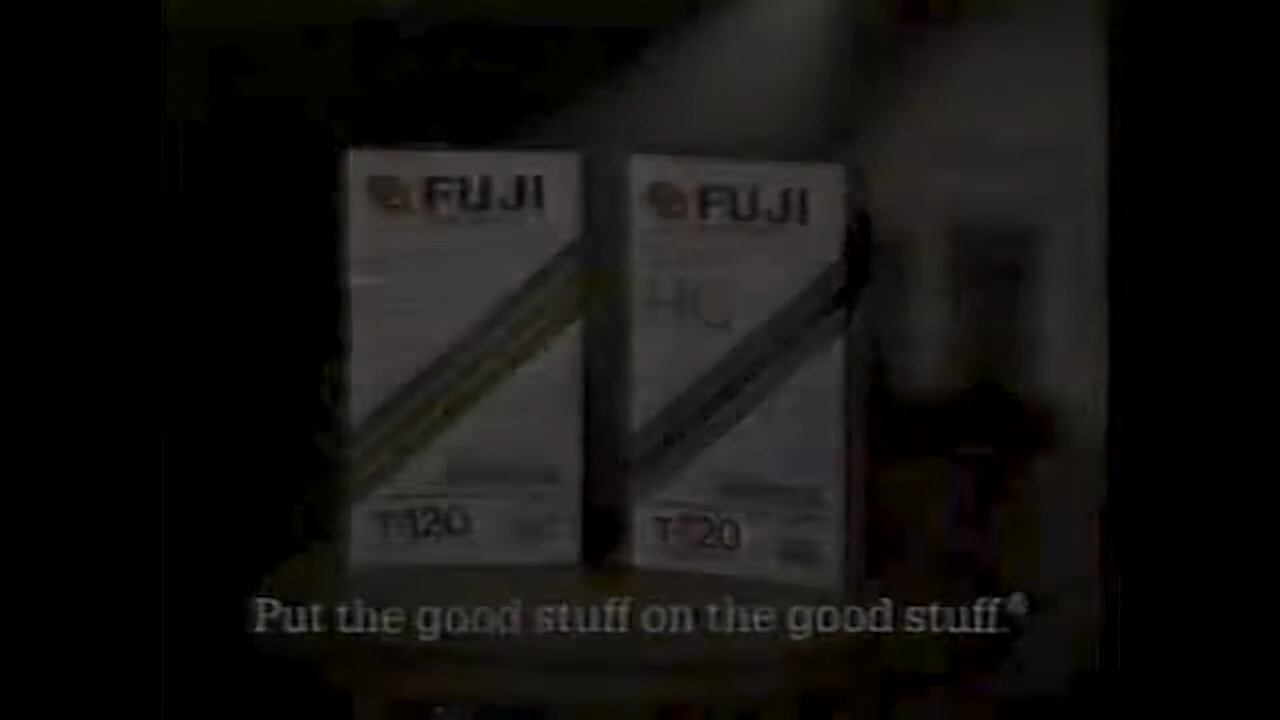 FUJI
FUJI
HQ
T-120
T-120
Put the good stuff on the good stuff.®